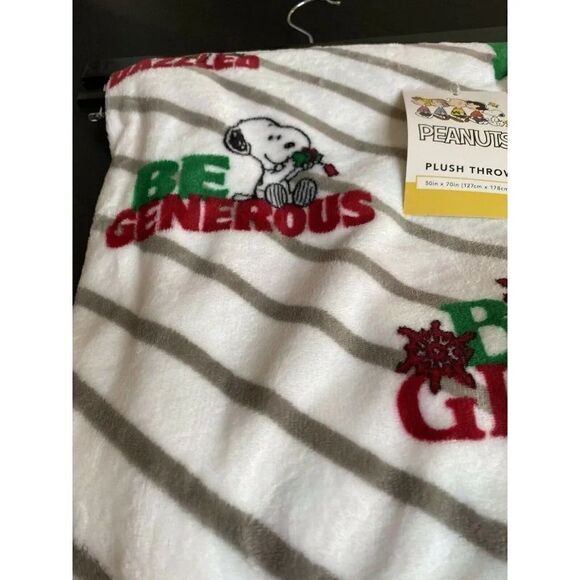 DAZZLED
BE
GENEROUS
PEANUTS
PLUSH THROW
50in x 70in (127cm x 178cm
B
G